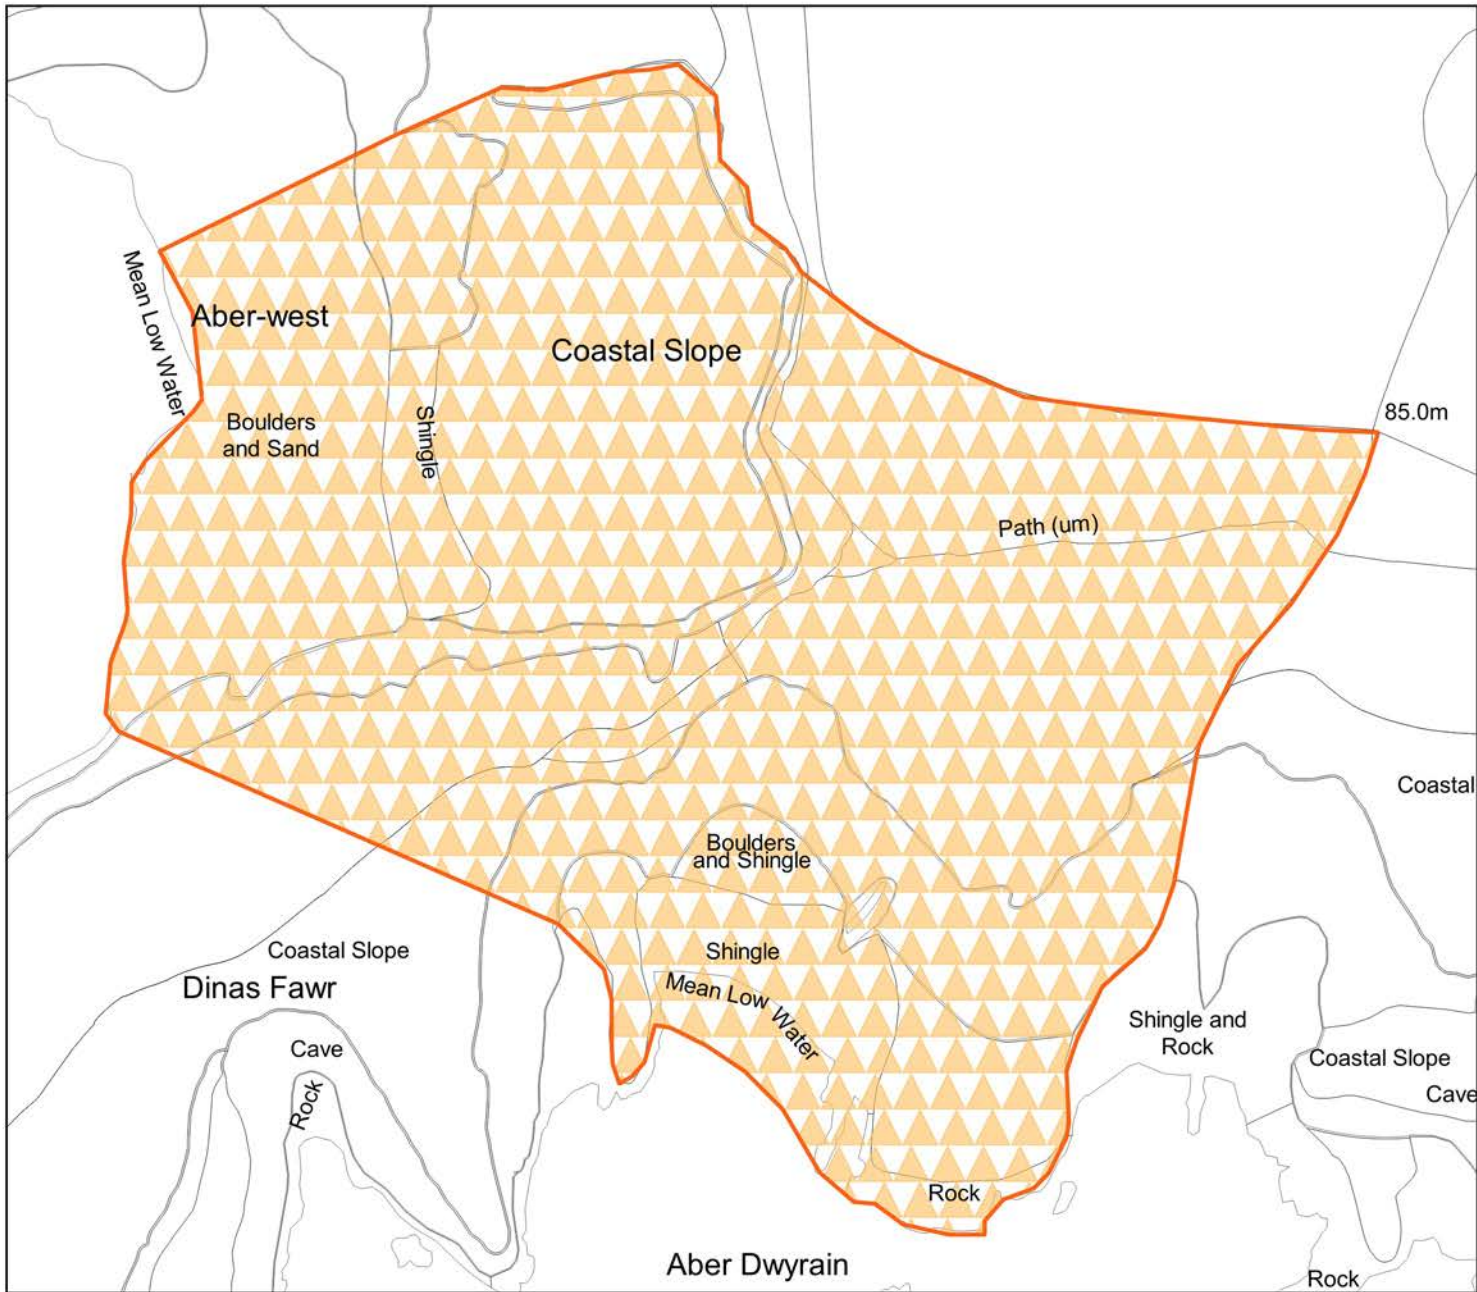 Mean Low Water
Aber-west
Coastal Slope
85.0m
Boulders
and Sand
Shingle
Path (um)
Coastal
Boulders
and Shingle
Coastal Slope
Shingle
Dinas Fawr
Mean Low Water
Shingle and
Rock
Cave
Coastal Slope
Rock
Cave
Rock
Aber Dwyrain
Rock